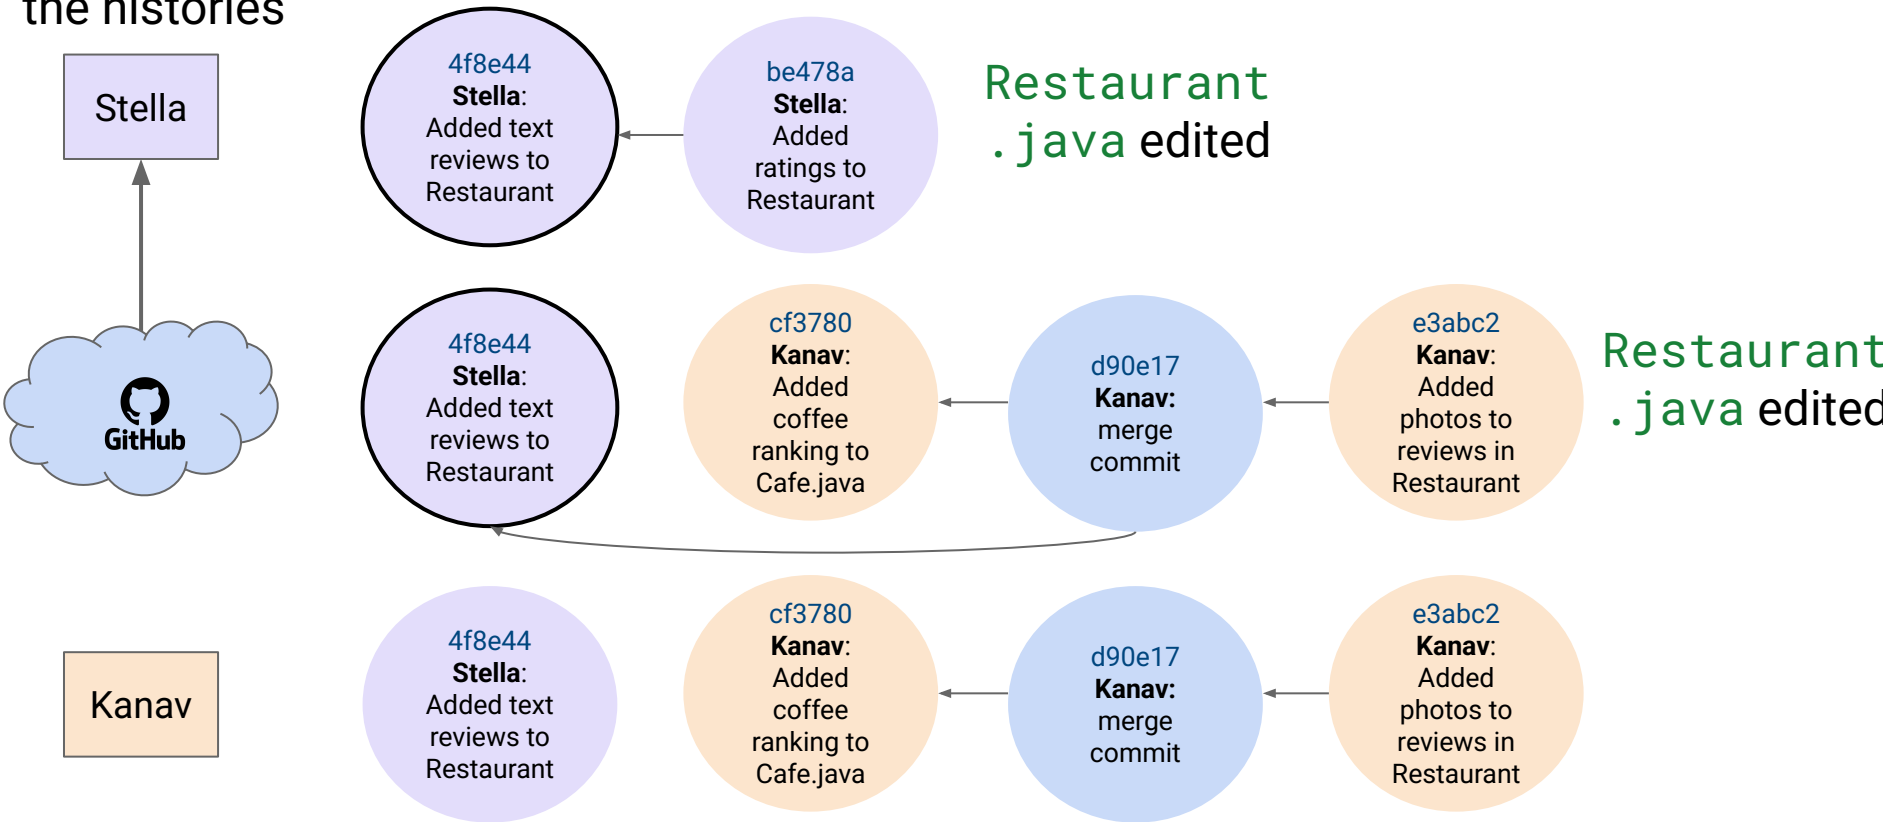 the histories
Stella
4f8e44
Stella:
Added text
reviews to
Restaurant
be478a
Stella:
Added
ratings to
Restaurant
Restaurant
.java edited
GitHub
4f8e44
Stella:
Added text
reviews to
Restaurant
cf3780
Kanav:
Added
coffee
ranking to
Cafe.java
d90e17
Kanav:
merge
commit
e3abc2
Kanav:
Added
photos to
reviews in
Restaurant
Restaurant
.java edited
Kanav
4f8e44
Stella:
Added text
reviews to
Restaurant
cf3780
Kanav:
Added
coffee
ranking to
Cafe.java
d90e17
Kanav:
merge
commit
e3abc2
Kanav:
Added
photos to
reviews in
Restaurant